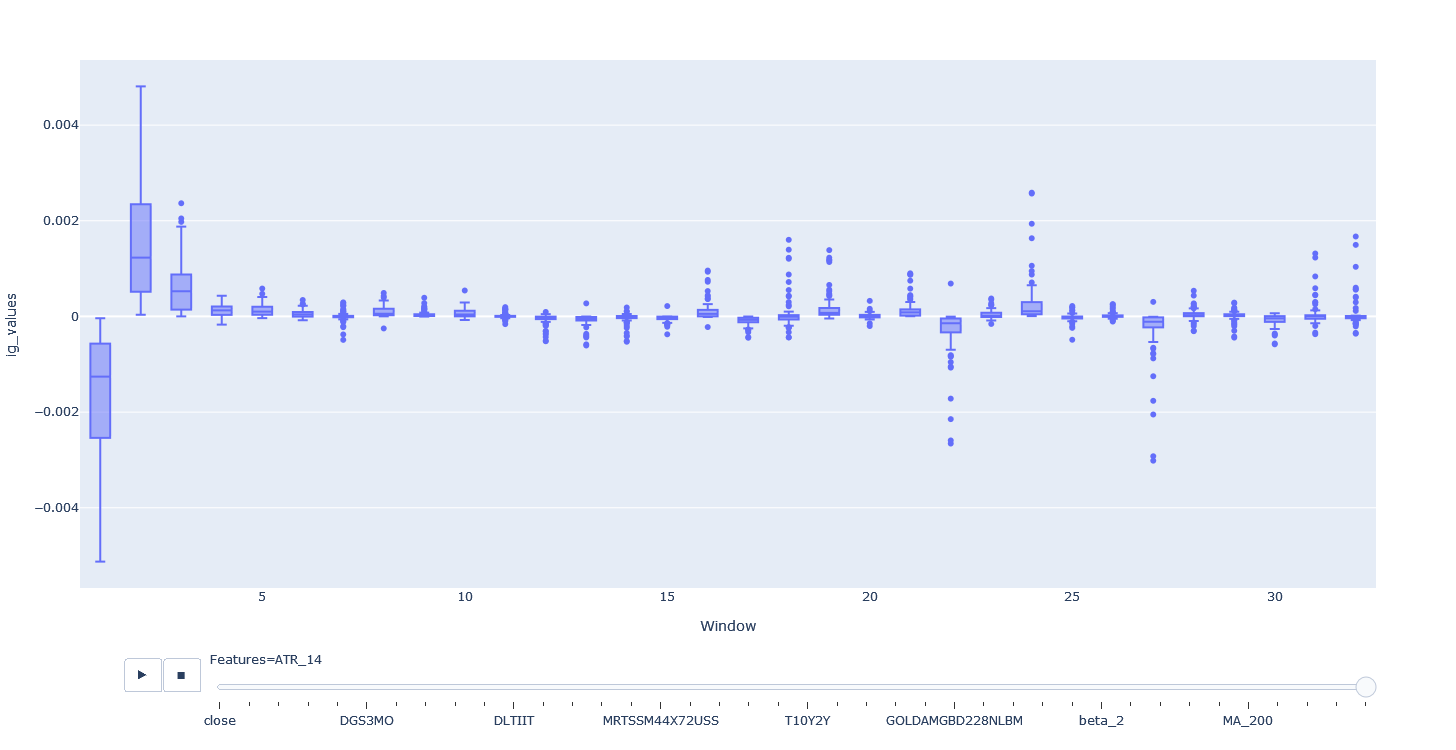 0.004
0.002
0
−0.002
−0.004
ig_values
5 10 15 20 25 30
Window
Features=ATR_14
close DGS3MO DLTIIT MRTSSM44X72USS T10Y2Y GOLDAMGBD228NLBM beta_2 MA_200